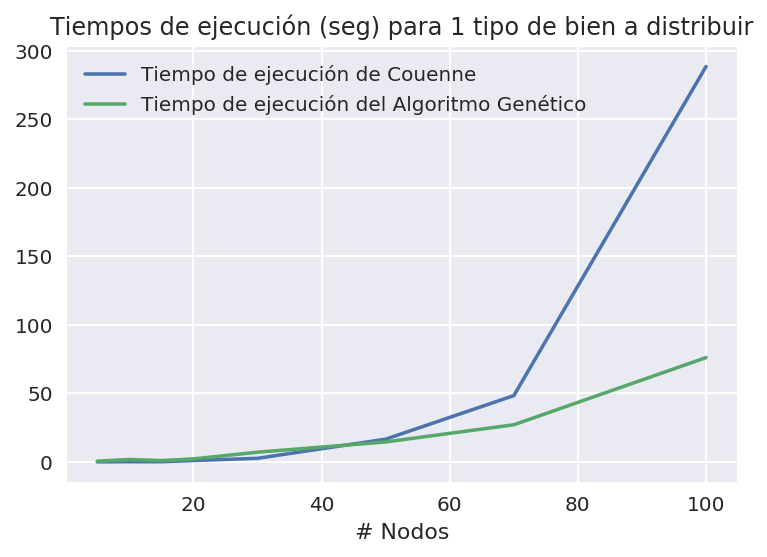 Tiempos de ejecución (seg) para 1 tipo de bien a distribuir
Tiempo de ejecución de Couenne
Tiempo de ejecución del Algoritmo Genético
300
250
200
150
100
50
0
20 40 60 80 100
# Nodos